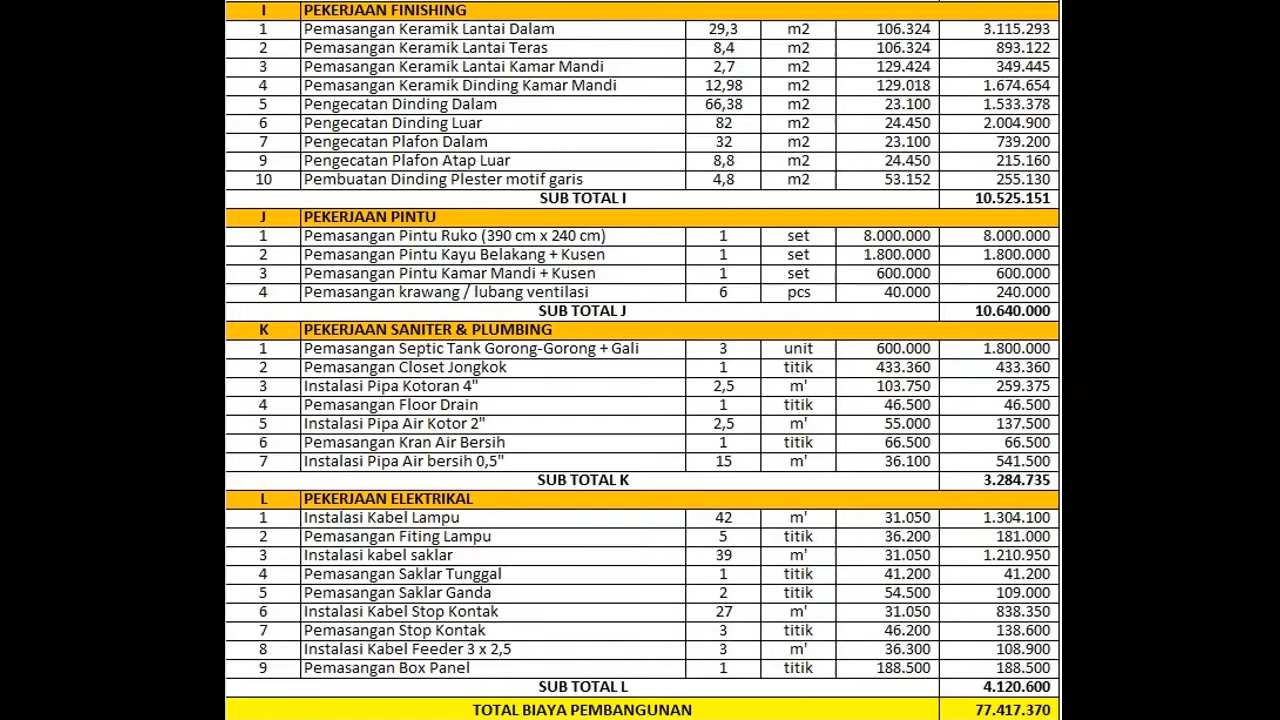 I PEKERJAAN FINISHING
1 Pemasangan Keramik Lantai Dalam 29,3 m2 106.324 3.115.293
2 Pemasangan Keramik Lantai Teras 8,4 m2 106.324 893.122
3 Pemasangan Keramik Lantai Kamar Mandi 2,7 m2 129.424 349.445
4 Pemasangan Keramik Dinding Kamar Mandi 12,98 m2 129.018 1.674.654
5 Pengecatan Dinding Dalam 66,38 m2 23.100 1.533.378
6 Pengecatan Dinding Luar 82 m2 24.450 2.004.900
7 Pengecatan Plafon Dalam 32 m2 23.100 739.200
9 Pengecatan Plafon Atap Luar 8,8 m2 24.450 215.160
10 Pembuatan Dinding Plester motif garis 4,8 m2 53.152 255.130
SUB TOTAL I 10.525.151
J PEKERJAAN PINTU
1 Pemasangan Pintu Ruko (390 cm x 240 cm) 1 set 8.000.000 8.000.000
2 Pemasangan Pintu Kayu Belakang + Kusen 1 set 1.800.000 1.800.000
3 Pemasangan Pintu Kamar Mandi + Kusen 1 set 600.000 600.000
4 Pemasangan krawang / lubang ventilasi 6 pcs 40.000 240.000
SUB TOTAL J 10.640.000
K PEKERJAAN SANITER & PLUMBING
1 Pemasangan Septic Tank Gorong-Gorong + Gali 3 unit 600.000 1.800.000
2 Pemasangan Closet Jongkok 1 titik 433.360 433.360
3 Instalasi Pipa Kotoran 4" 2,5 m' 103.750 259.375
4 Pemasangan Floor Drain 1 titik 46.500 46.500
5 Instalasi Pipa Air Kotor 2" 2,5 m' 55.000 137.500
6 Pemasangan Kran Air Bersih 1 titik 66.500 66.500
7 Instalasi Pipa Air bersih 0,5" 15 m' 36.100 541.500
SUB TOTAL K 3.284.735
L PEKERJAAN ELEKTRIKAL
1 Instalasi Kabel Lampu 42 m' 31.050 1.304.100
2 Pemasangan Fiting Lampu 5 titik 36.200 181.000
3 Instalasi kabel saklar 39 m' 31.050 1.210.950
4 Pemasangan Saklar Tunggal 1 titik 41.200 41.200
5 Pemasangan Saklar Ganda 2 titik 54.500 109.000
6 Instalasi Kabel Stop Kontak 27 m' 31.050 838.350
7 Pemasangan Stop Kontak 3 titik 46.200 138.600
8 Instalasi Kabel Feeder 3 x 2,5 3 m' 36.300 108.900
9 Pemasangan Box Panel 1 titik 188.500 188.500
SUB TOTAL L 4.120.600
TOTAL BIAYA PEMBANGUNAN 77.417.370